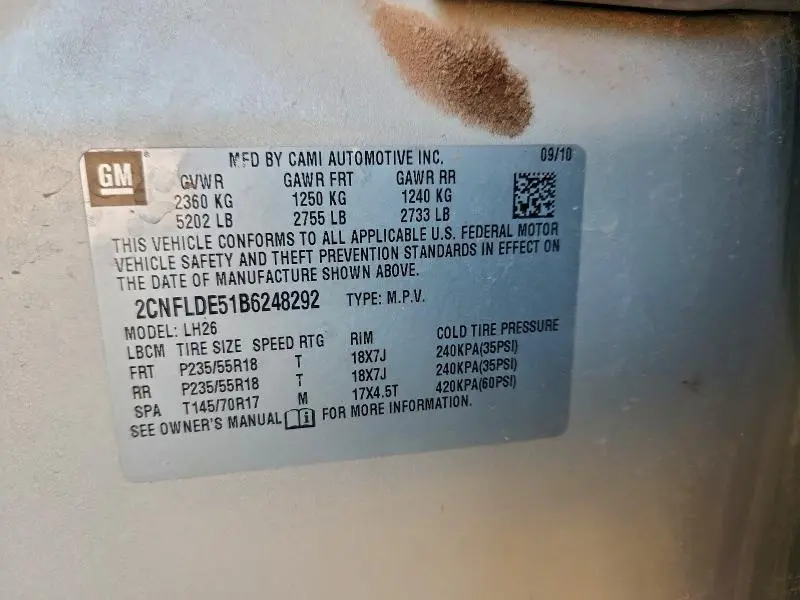 GM
MFD BY CAMI AUTOMOTIVE INC. 09/10
GVWR GAWR FRT GAWR RR
2360 KG 1250 KG 1240 KG
5202 LB 2755 LB 2733 LB
THIS VEHICLE CONFORMS TO ALL APPLICABLE U.S. FEDERAL MOTOR
VEHICLE SAFETY AND THEFT PREVENTION STANDARDS IN EFFECT ON
THE DATE OF MANUFACTURE SHOWN ABOVE.
2CNFLDE51B6248292 TYPE: M.P.V.
MODEL: LH26
LBCM TIRE SIZE SPEED RTG RIM COLD TIRE PRESSURE
FRT P235/55R18 T 18X7J 240KPA(35PSI)
RR P235/55R18 T 18X7J 240KPA(35PSI)
SPA T145/70R17 M 17X4.5T 420KPA(60PSI)
SEE OWNER'S MANUAL i FOR MORE INFORMATION.